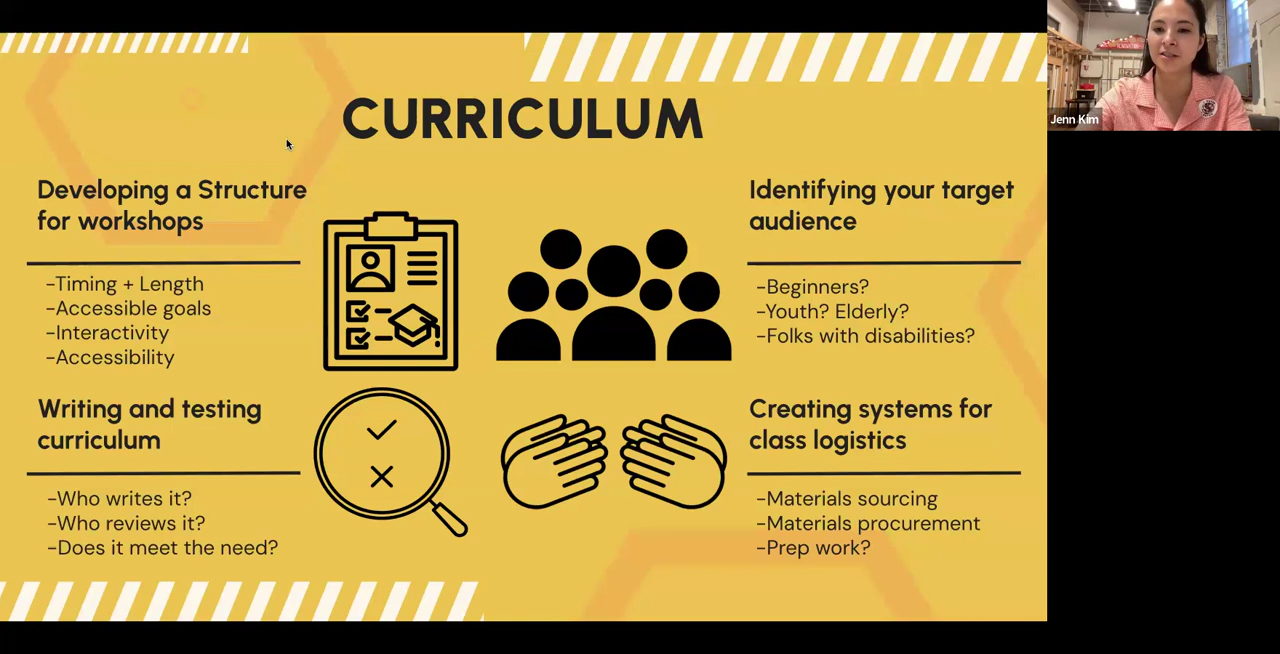 CURRICULUM
Developing a Structure
for workshops
-Timing + Length
-Accessible goals
-Interactivity
-Accessibility
Identifying your target
audience
-Beginners?
-Youth? Elderly?
-Folks with disabilities?
Writing and testing
curriculum
-Who writes it?
-Who reviews it?
-Does it meet the need?
Creating systems for
class logistics
-Materials sourcing
-Materials procurement
-Prep work?
Jenn Kim